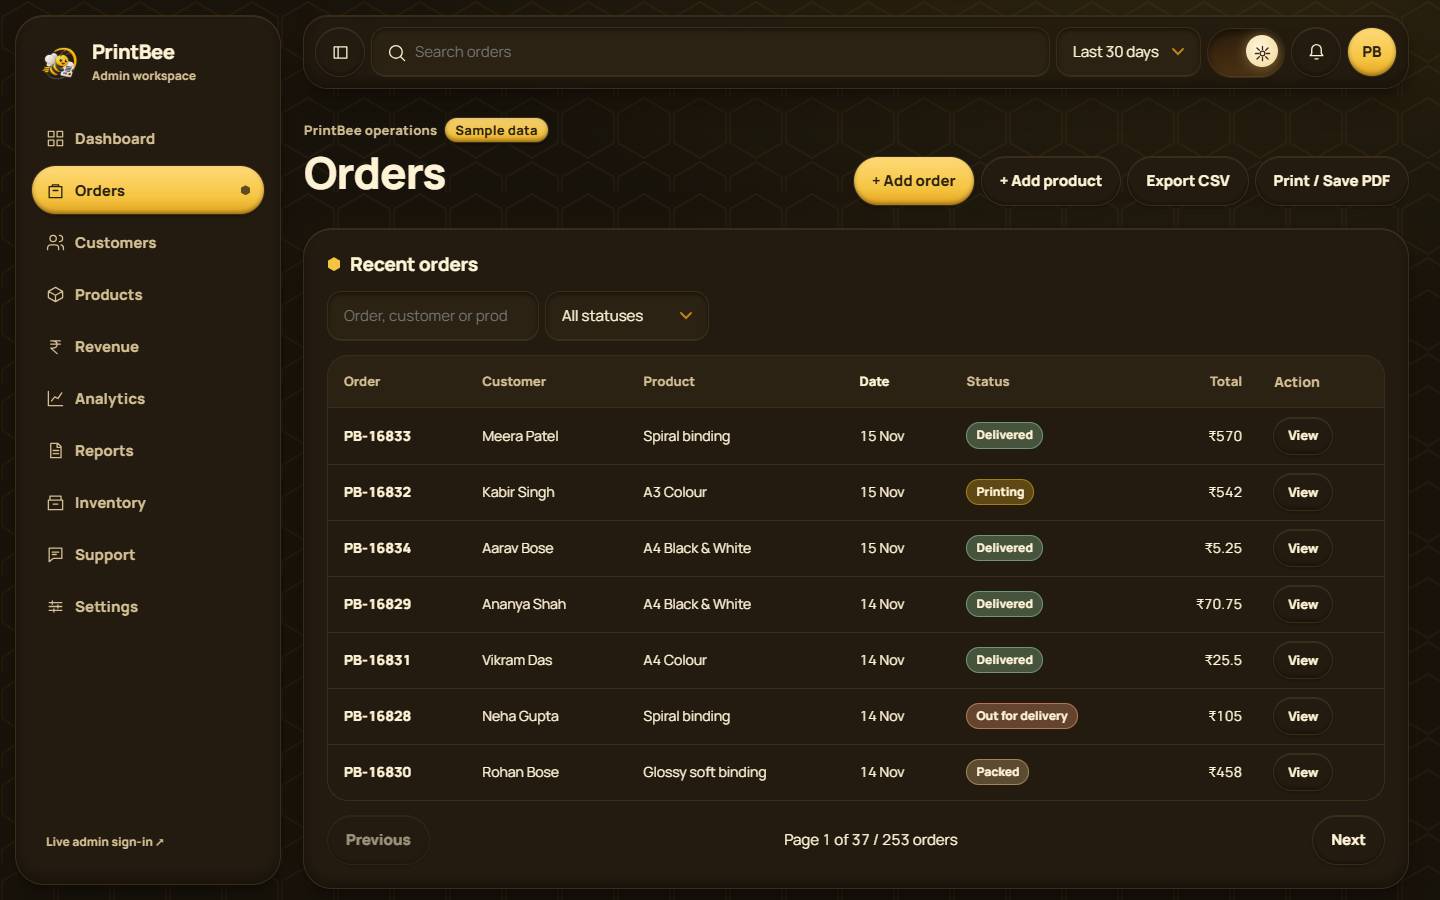 PrintBee
Admin workspace
Dashboard
Orders
Customers
Products
Revenue
Analytics
Reports
Inventory
Support
Settings
Live admin sign-in ↗
Search orders
Last 30 days
PB
PrintBee operations Sample data
Orders
+ Add order + Add product Export CSV Print / Save PDF
Recent orders
Order, customer or prod All statuses
Order Customer Product Date Status Total Action
PB-16833 Meera Patel Spiral binding 15 Nov Delivered ₹570 View
PB-16832 Kabir Singh A3 Colour 15 Nov Printing ₹542 View
PB-16834 Aarav Bose A4 Black & White 15 Nov Delivered ₹5.25 View
PB-16829 Ananya Shah A4 Black & White 14 Nov Delivered ₹70.75 View
PB-16831 Vikram Das A4 Colour 14 Nov Delivered ₹25.5 View
PB-16828 Neha Gupta Spiral binding 14 Nov Out for delivery ₹105 View
PB-16830 Rohan Bose Glossy soft binding 14 Nov Packed ₹458 View
Previous Page 1 of 37 / 253 orders Next